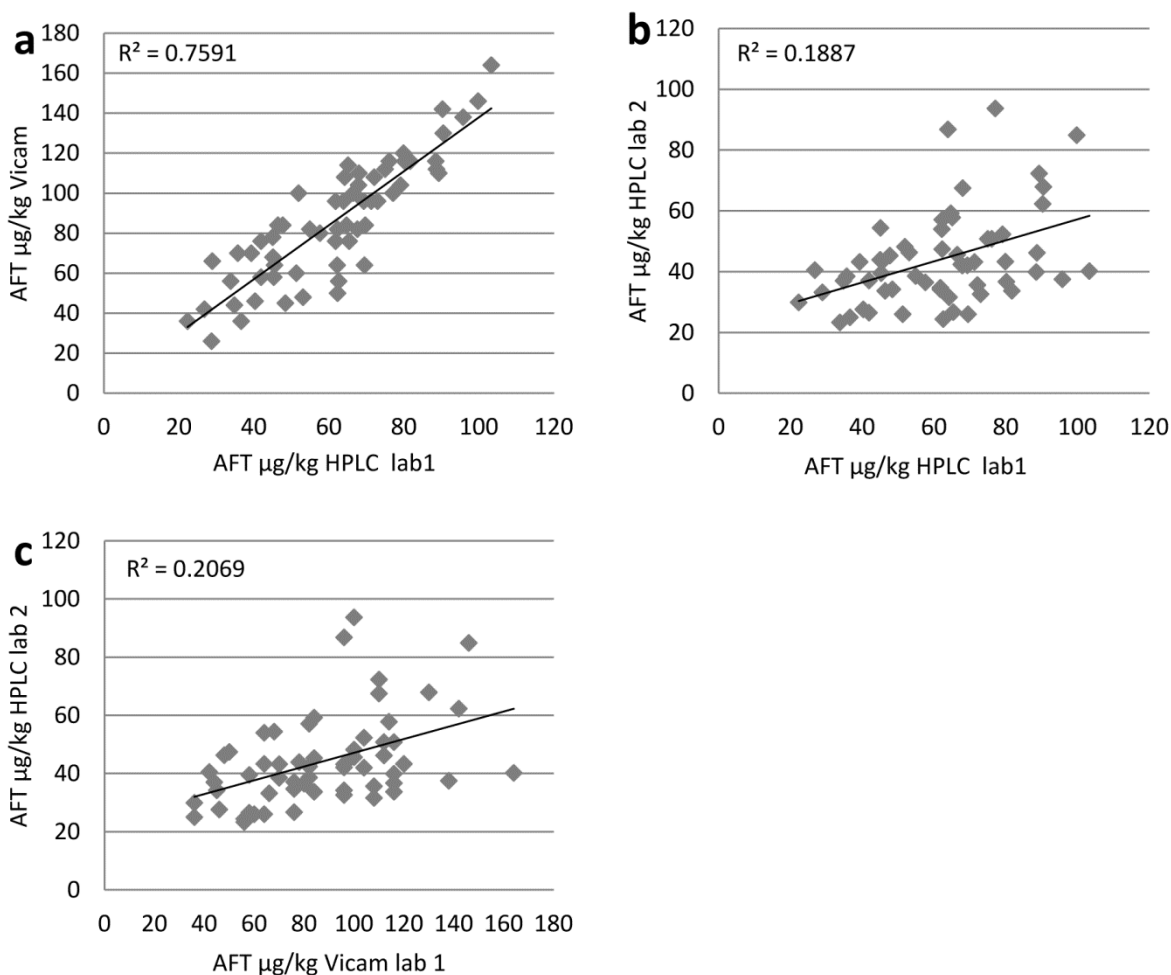 a
R² = 0.7591
AFT µg/kg Vicam
180
160
140
120
100
80
60
40
20
0
0 20 40 60 80 100 120
AFT µg/kg HPLC lab1
b
R² = 0.1887
AFT µg/kg HPLC lab 2
120
100
80
60
40
20
0
0 20 40 60 80 100 120
AFT µg/kg HPLC lab1
c
R² = 0.2069
AFT µg/kg HPLC lab 2
120
100
80
60
40
20
0
0 20 40 60 80 100 120 140 160 180
AFT µg/kg Vicam lab 1